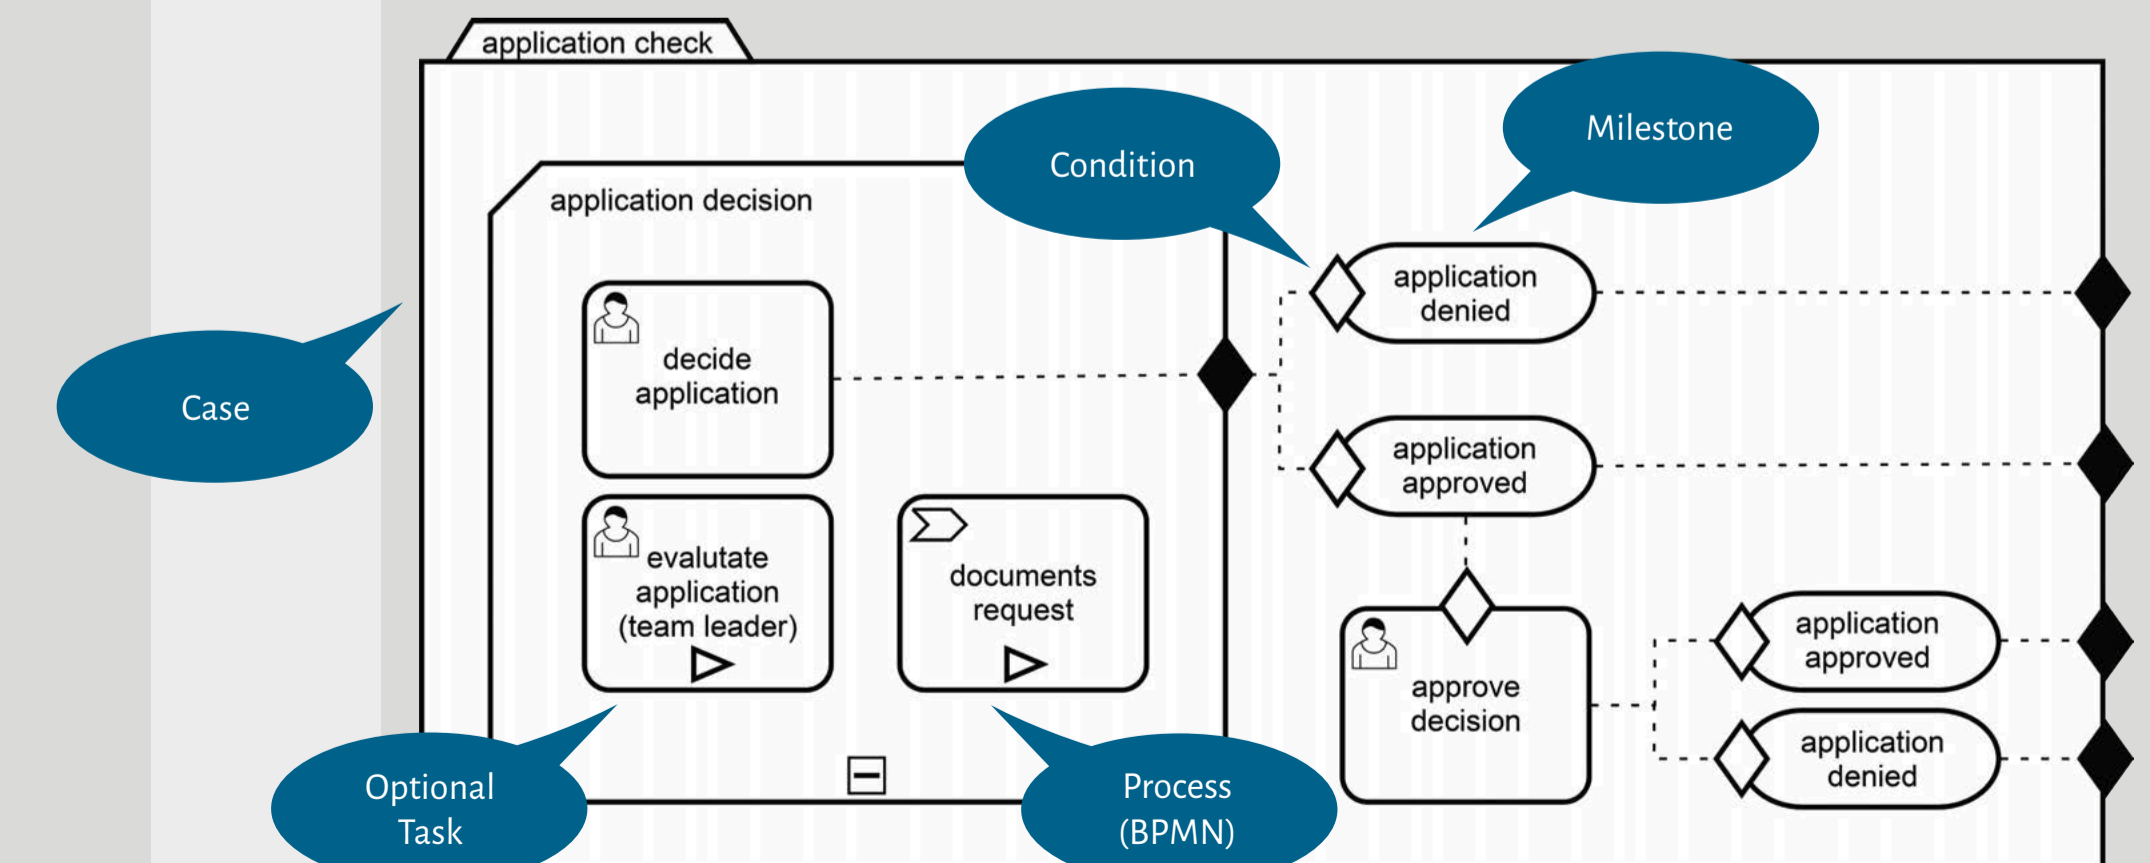 application check
Milestone
Condition
application decision
application
denied
decide
application
Case
application
approved
evalutate
application
(team leader)
documents
request
application
approved
approve
decision
application
denied
Optional
Task
Process
(BPMN)